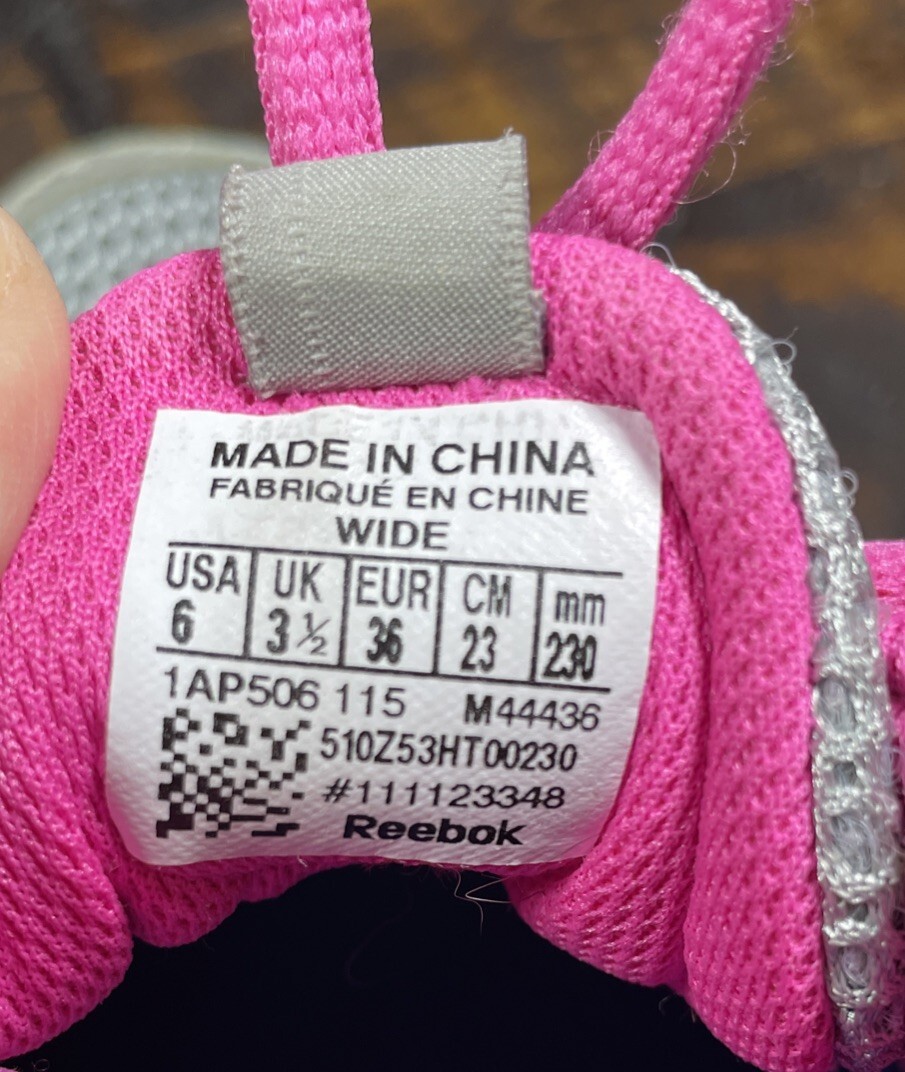 MADE IN CHINA
FABRIQUÉ EN CHINE
WIDE
USA UK EUR CM mm
6 3 ½ 36 23 230
1AP506 115 M44436
510Z53HT00230
#111123348
Reebok